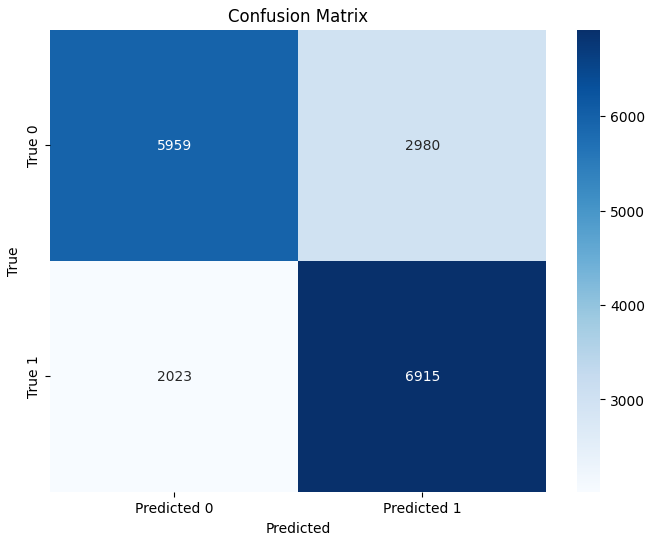 Confusion Matrix
True 0
5959
2980
6000
5000
True
4000
True 1
2023
6915
3000
Predicted 0
Predicted 1
Predicted